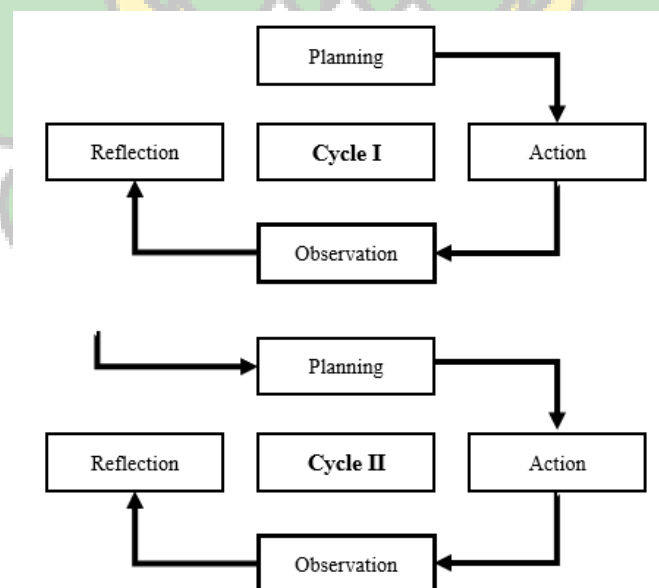 Planning
Reflection
Cycle I
Action
Observation
Planning
Reflection
Cycle II
Action
Observation